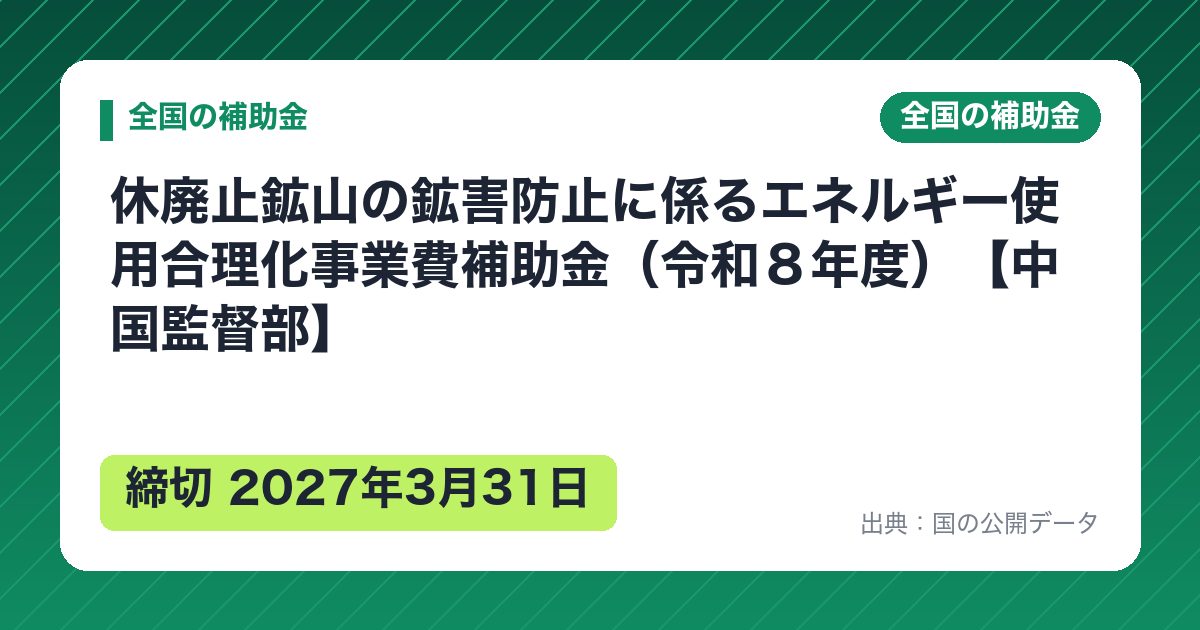 全国の補助金
全国の補助金
休廃止鉱山の鉱害防止に係るエネルギー使
用合理化事業費補助金（令和８年度）【中
国監督部】
締切 2027年3月31日
出典：国の公開データ